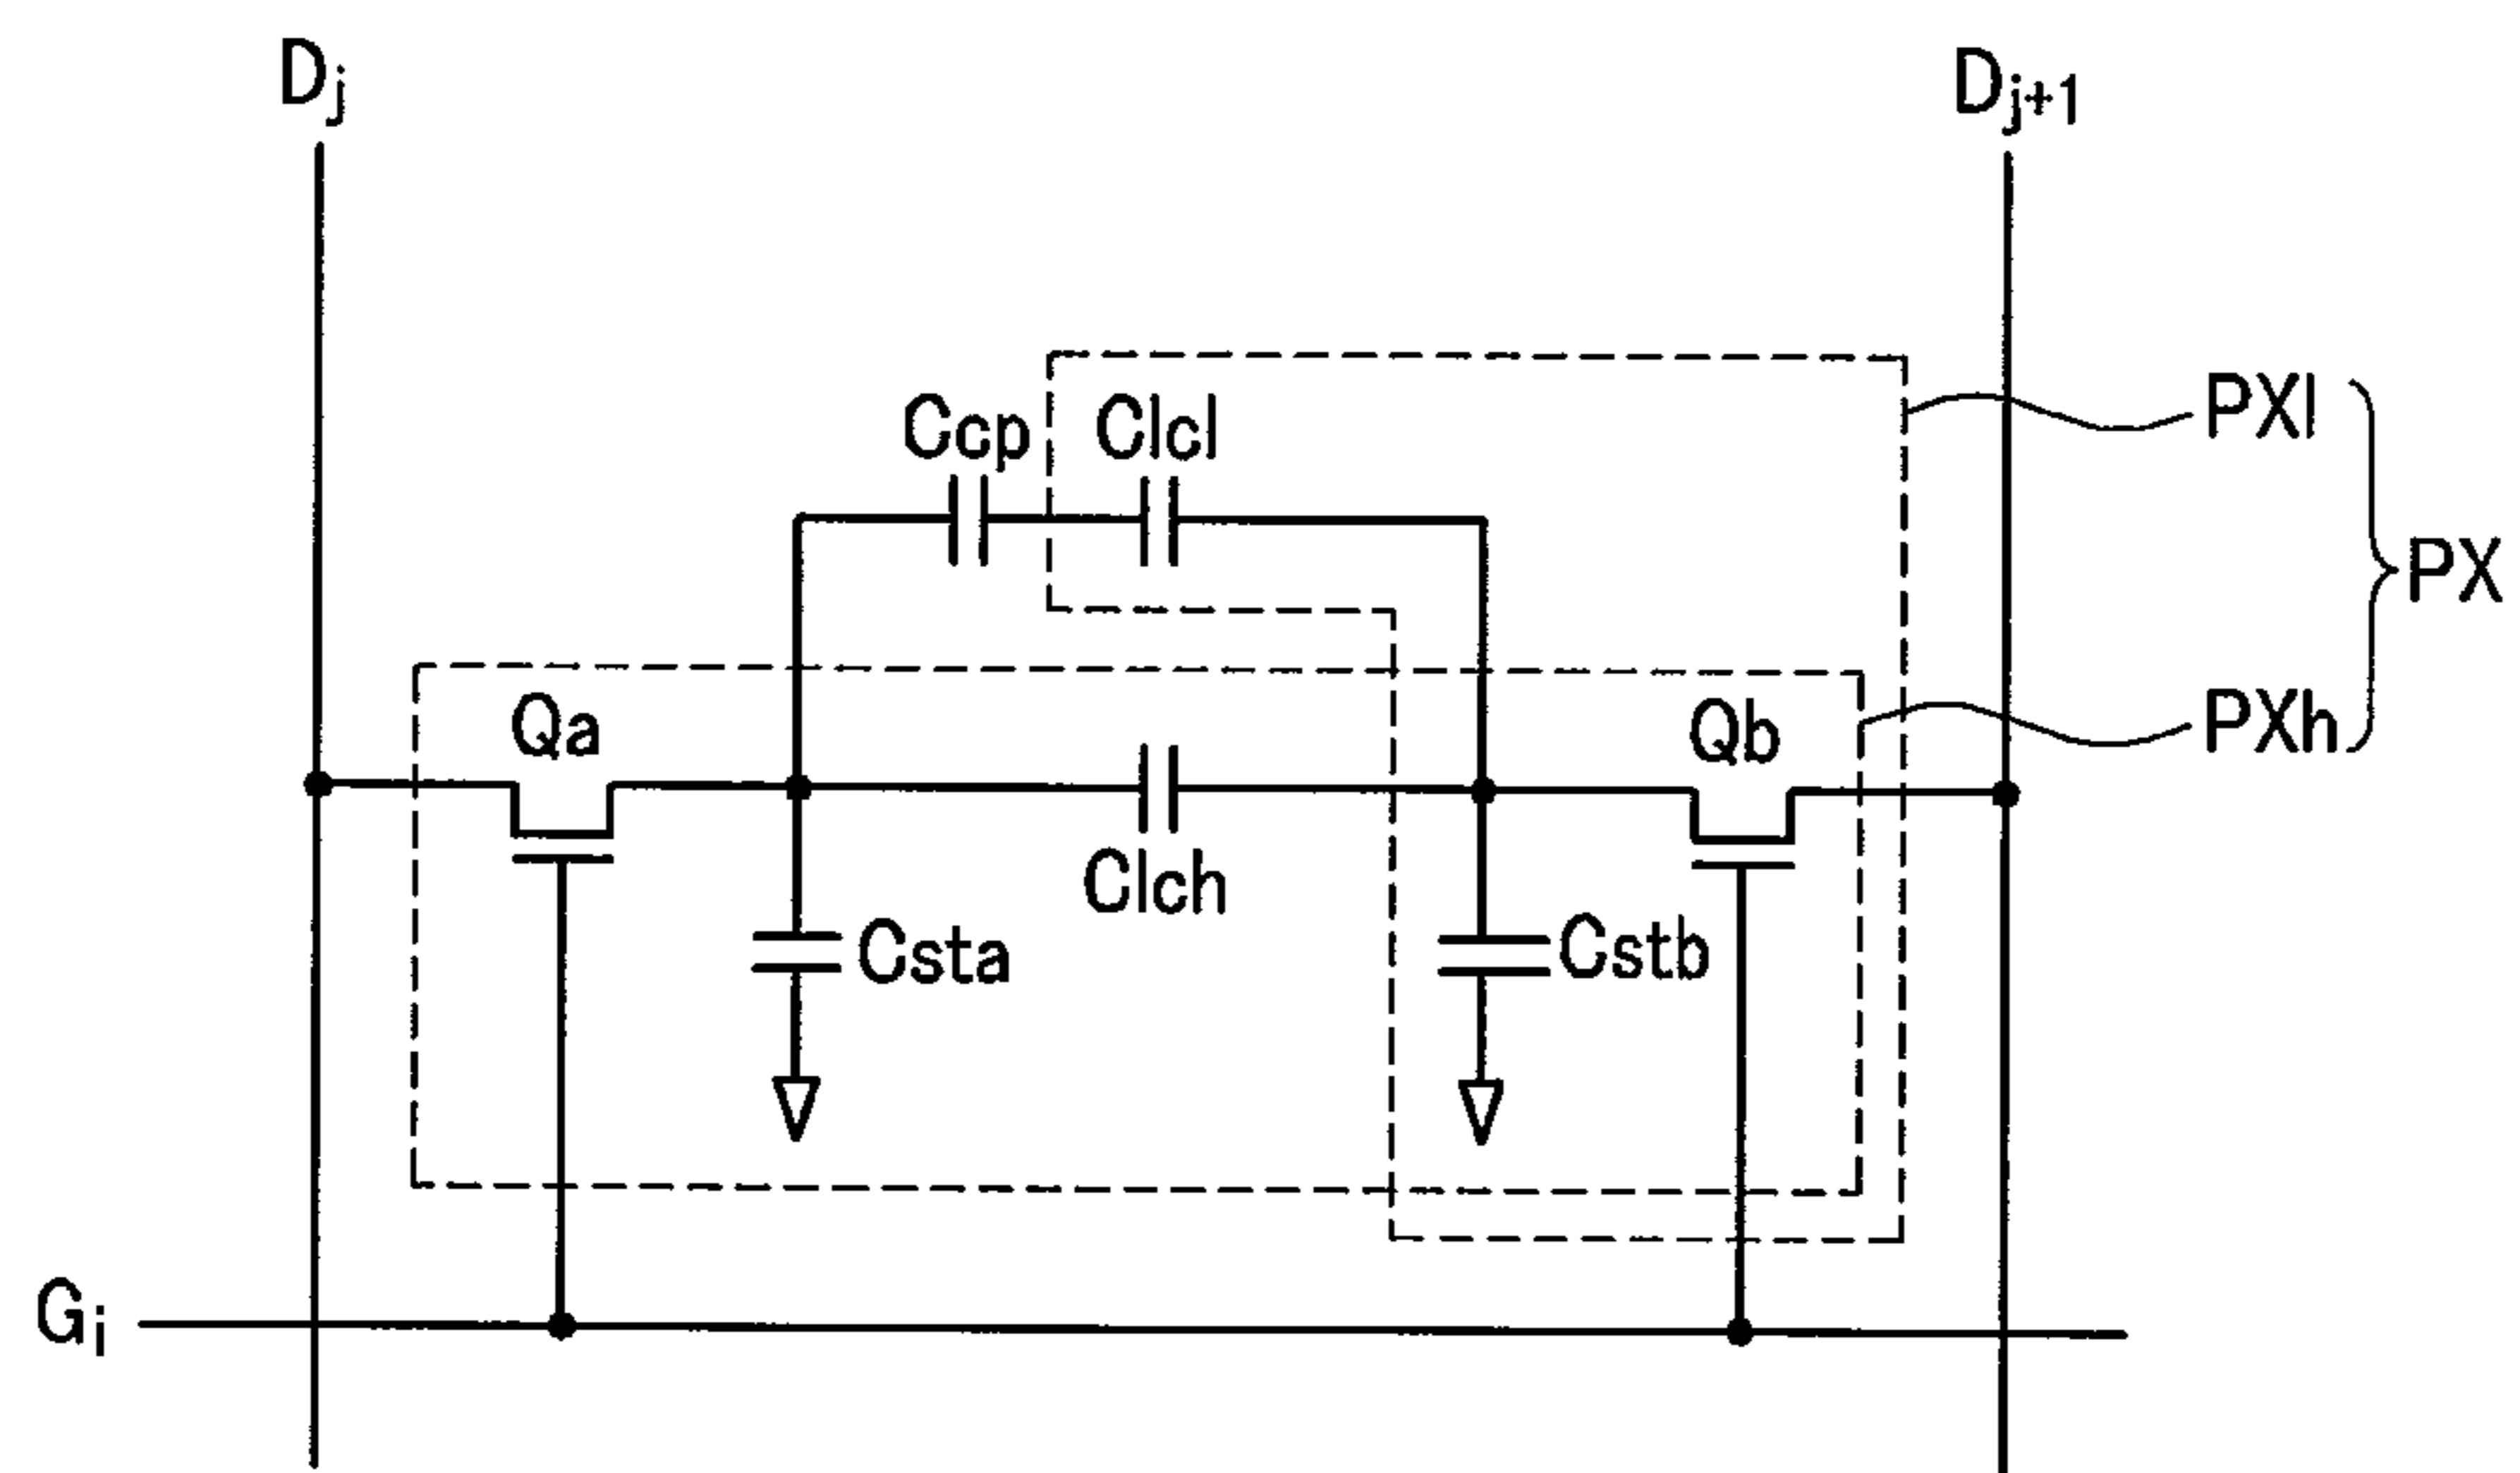 Dj
Dj+1
Ccp
Clcl
PXl
PX
Qa
Qb
PXh
Clch
Csta
Cstb
Gi